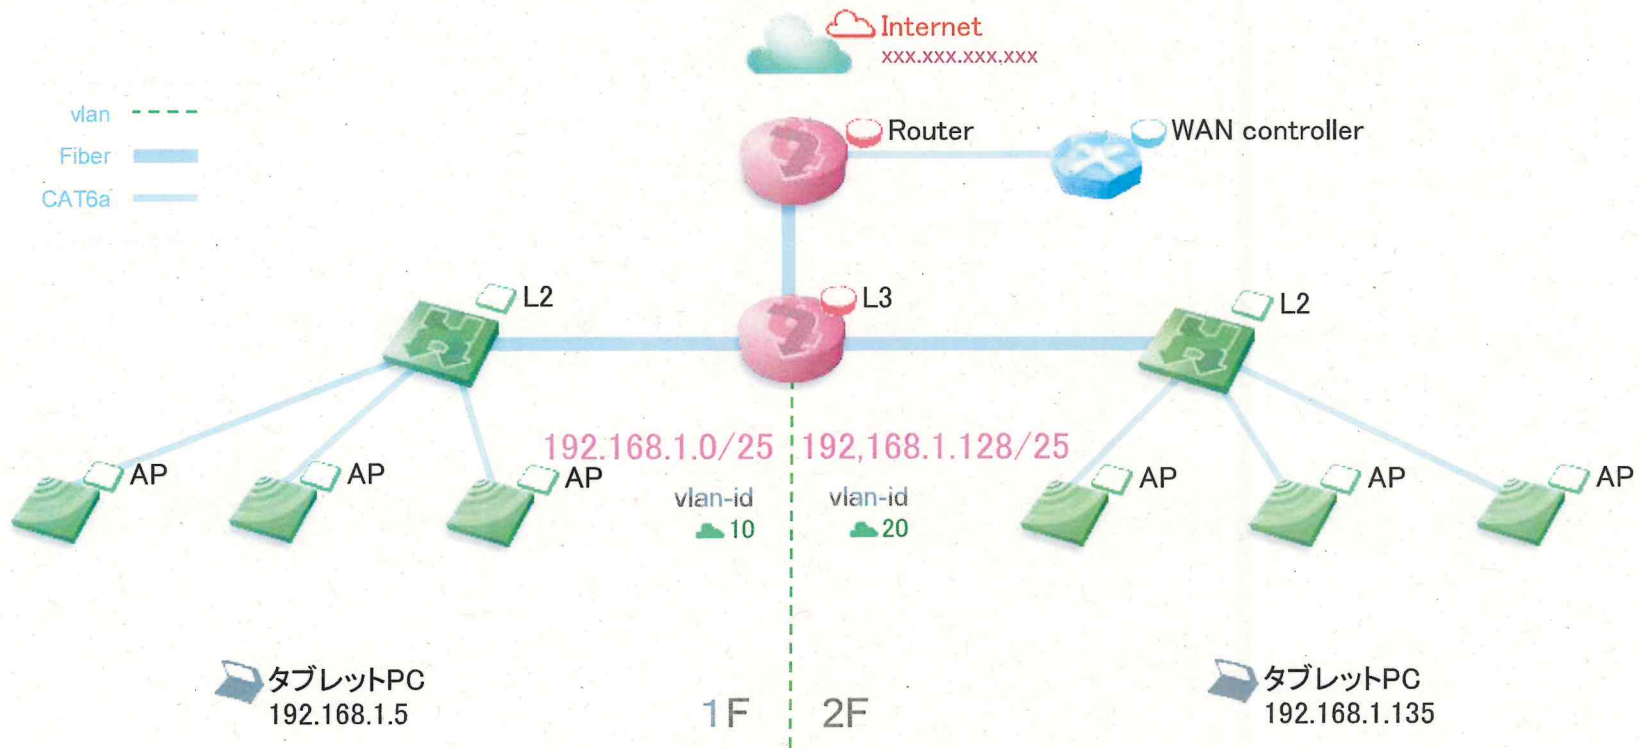 Internet
xxx.xxx.xxx.xxx
vlan
Fiber
CAT6a
Router
WAN controller
L2
L3
L2
192.168.1.0/25
192,168.1.128/25
AP
AP
AP
AP
AP
AP
vlan-id
10
vlan-id
20
タブレットPC
192.168.1.5
1F
2F
タブレットPC
192.168.1.135